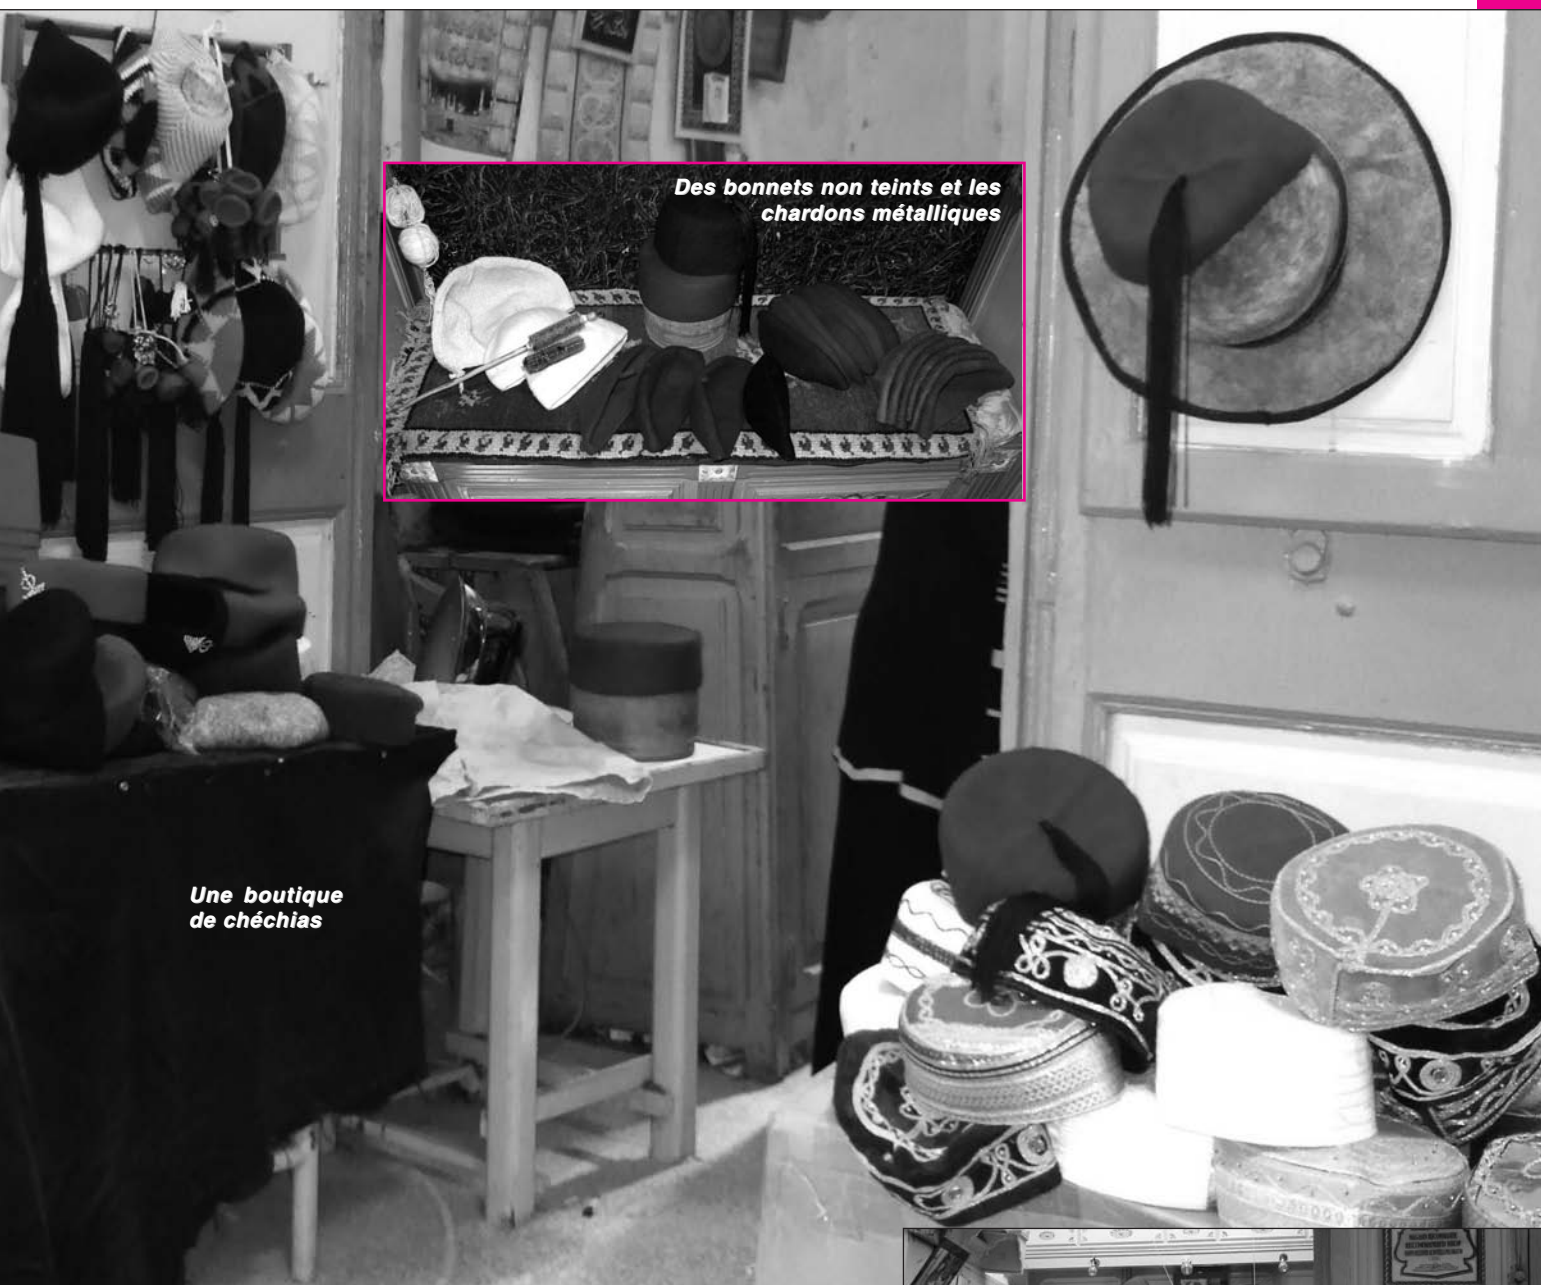 Des bonnets non teints et les
chardons métalliques
Une boutique
de chéchias